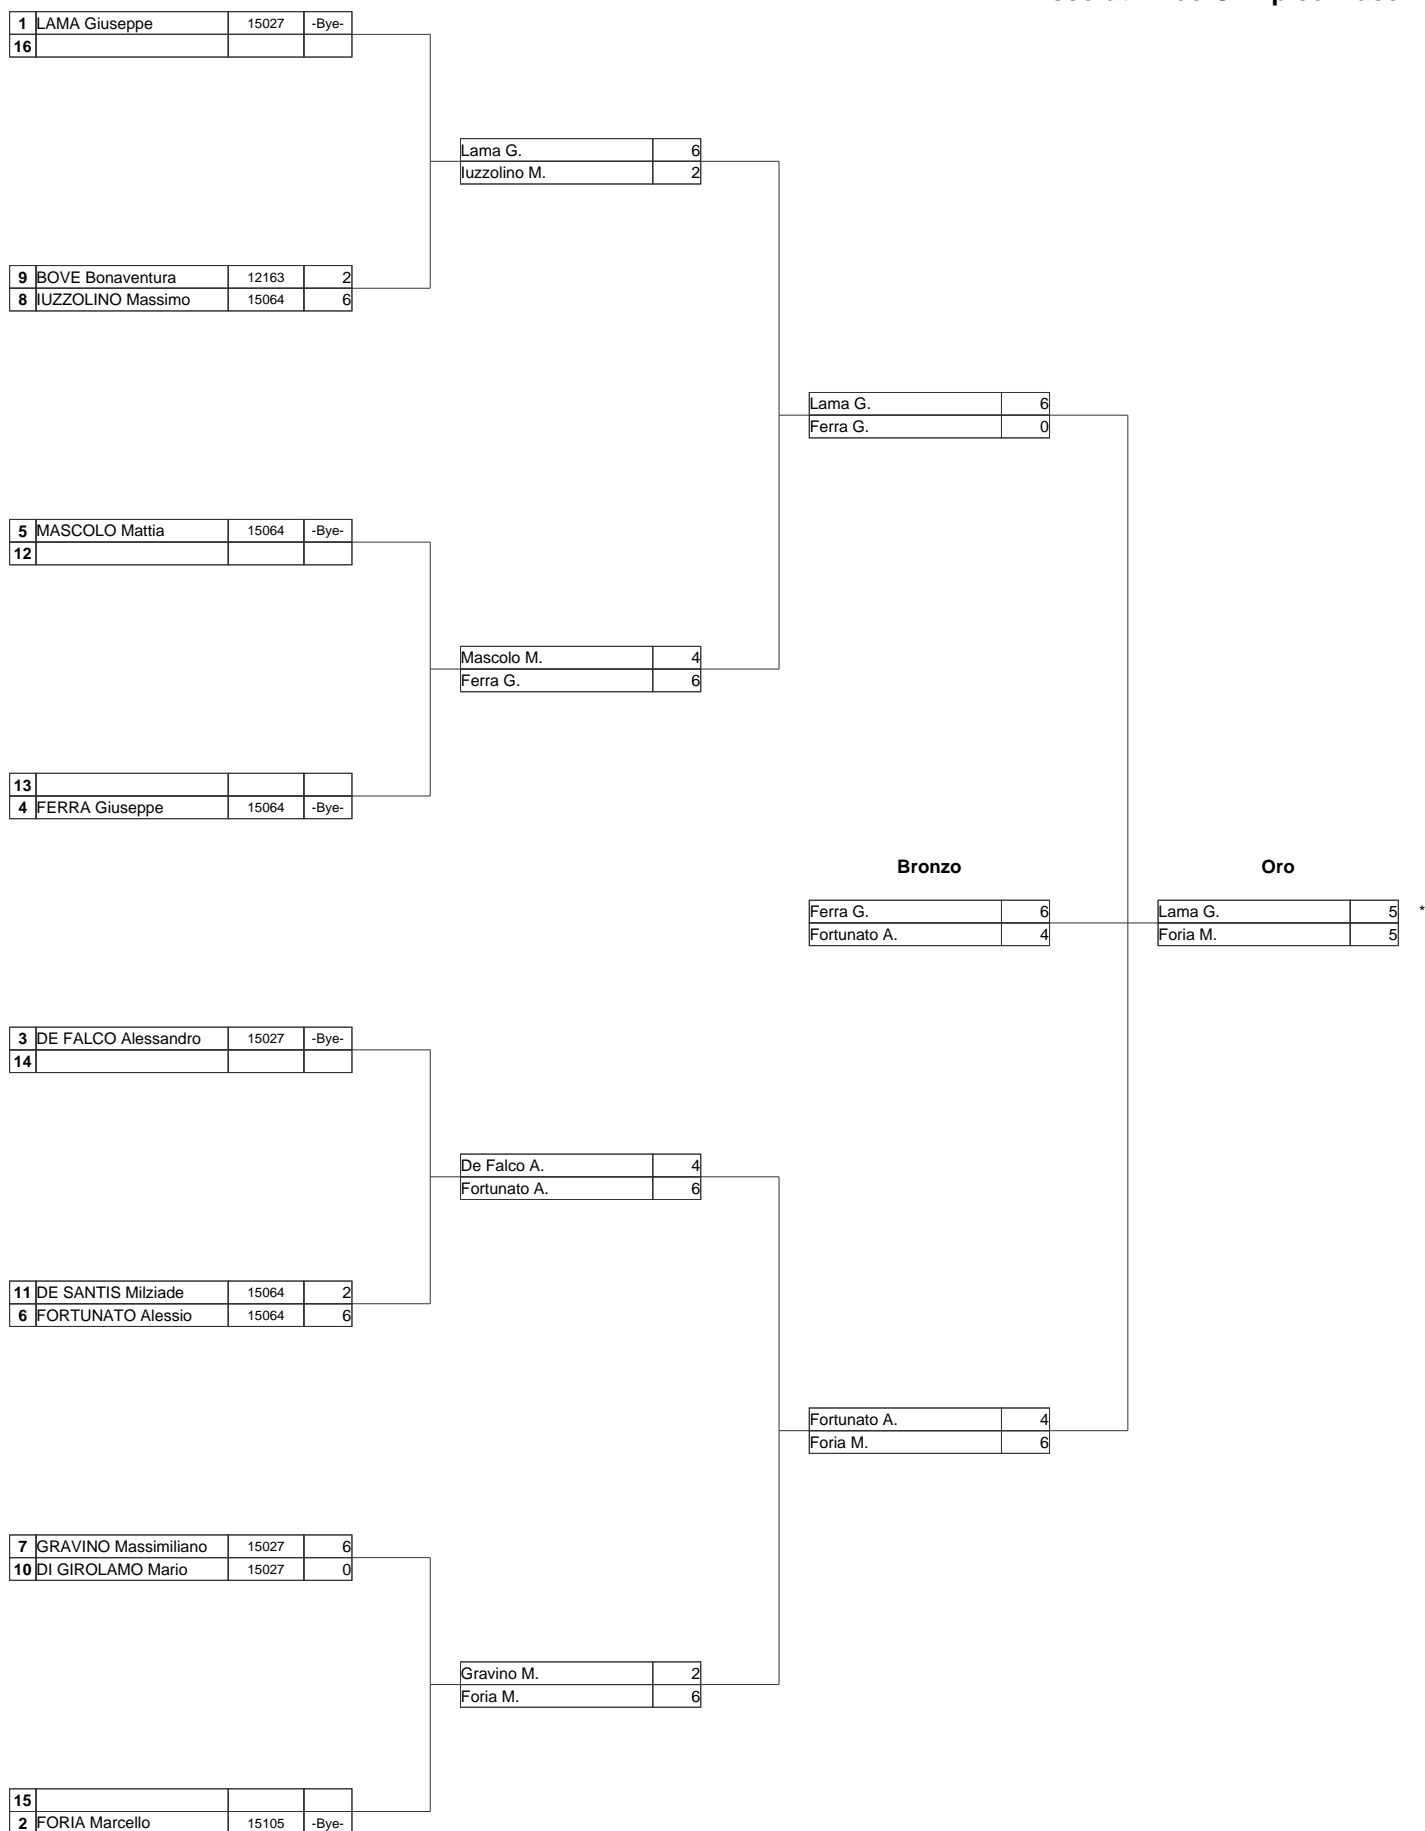 1 LAMA Giuseppe 15027 -Bye-
16
Lama G. 6
Iuzzolino M. 2
9 BOVE Bonaventura 12163 2
8 IUZZOLINO Massimo 15064 6
Lama G. 6
Ferra G. 0
5 MASCOLO Mattia 15064 -Bye-
12
Mascolo M. 4
Ferra G. 6
13
4 FERRA Giuseppe 15064 -Bye-
Bronzo Oro
Ferra G. 6 Lama G. 5 *
Fortunato A. 4 Foria M. 5
3 DE FALCO Alessandro 15027 -Bye-
14
De Falco A. 4
Fortunato A. 6
11 DE SANTIS Milziade 15064 2
6 FORTUNATO Alessio 15064 6
Fortunato A. 4
Foria M. 6
7 GRAVINO Massimiliano 15027 6
10 DI GIROLAMO Mario 15027 0
Gravino M. 2
Foria M. 6
15
2 FORIA Marcello 15105 -Bye-